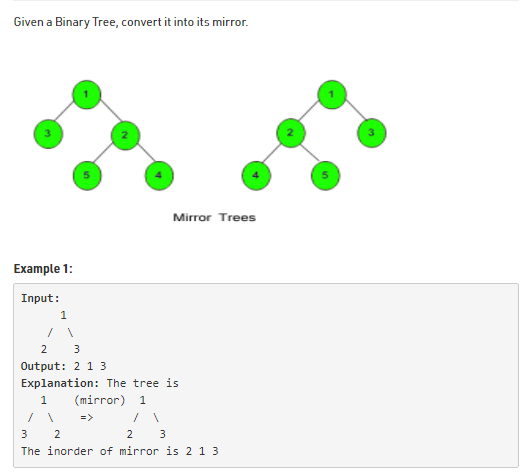 Given a Binary Tree, convert it into its mirror.
1 1
3 2 2 3
5 4 4 5
Mirror Trees
Example 1:
Input:
1
/ \
2 3
Output: 2 1 3
Explanation: The tree is
1 (mirror) 1
/ \ => / \
3 2 2 3
The inorder of mirror is 2 1 3